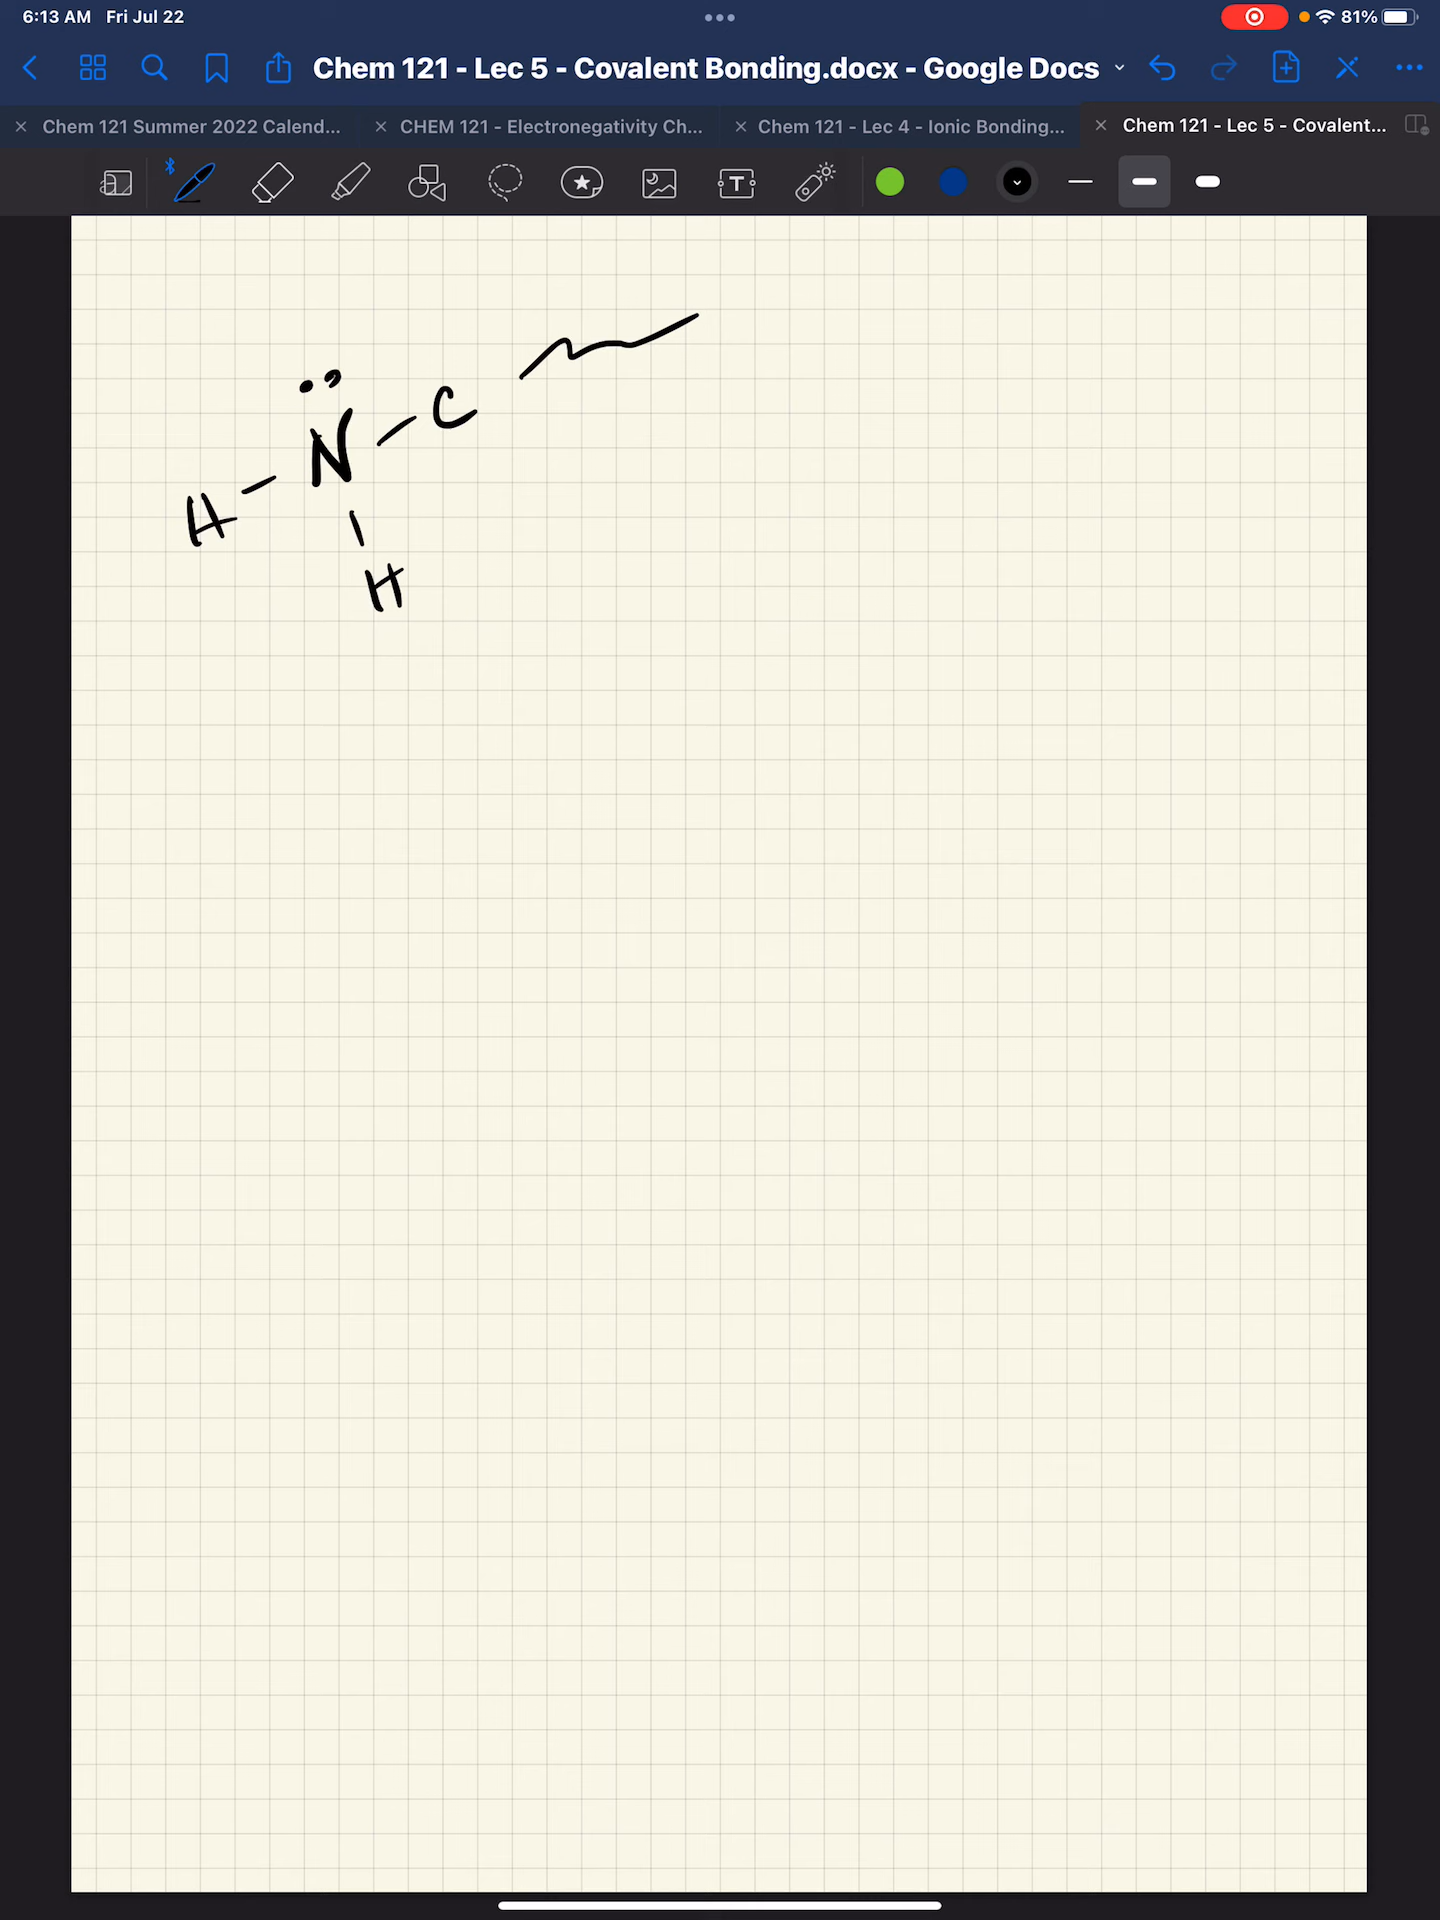 6:13 AM Fri Jul 22 81%
Chem 121 - Lec 5 - Covalent Bonding.docx - Google Docs
Chem 121 Summer 2022 Calend... CHEM 121 - Electronegativity Ch... Chem 121 - Lec 4 - Ionic Bonding... Chem 121 - Lec 5 - Covalent...
T
C
N
H
H